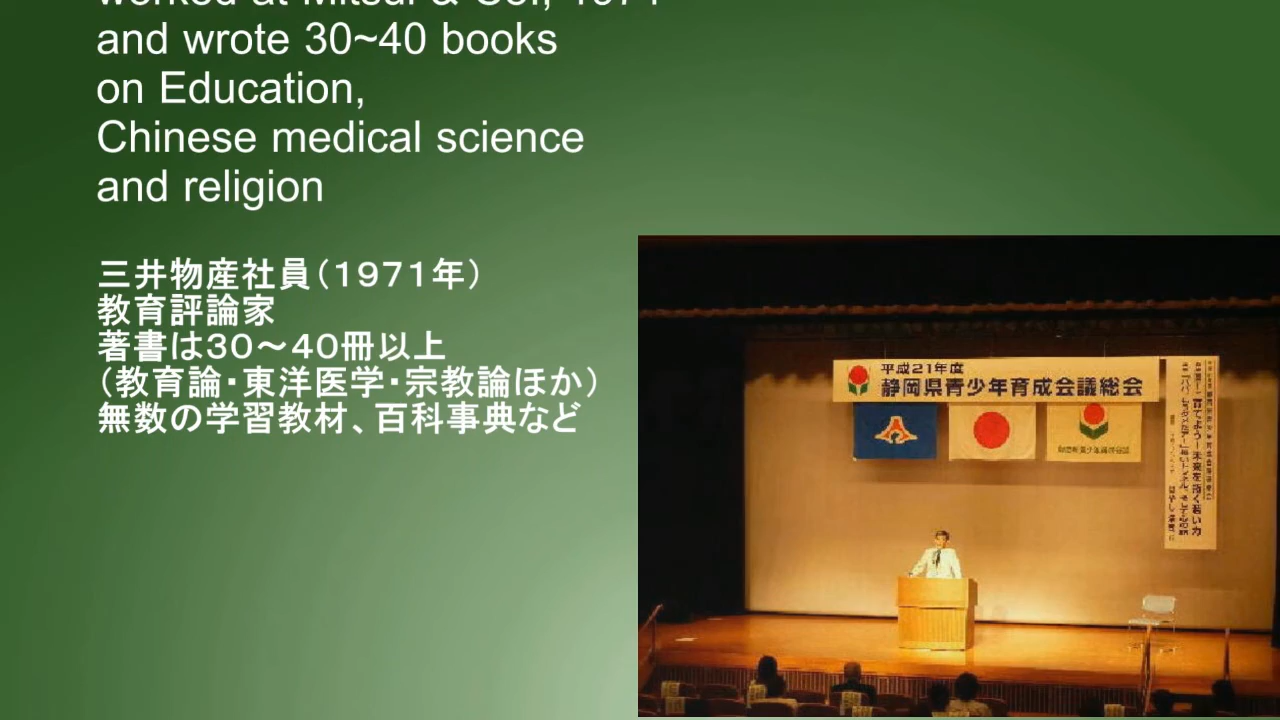 and wrote 30~40 books
on Education,
Chinese medical science
and religion
三井物産社員（１９７１年）
教育評論家
著書は３０～４０冊以上
（教育論・東洋医学・宗教論ほか）
無数の学習教材、百科事典など
平成21年度
静岡県青少年育成会議総会